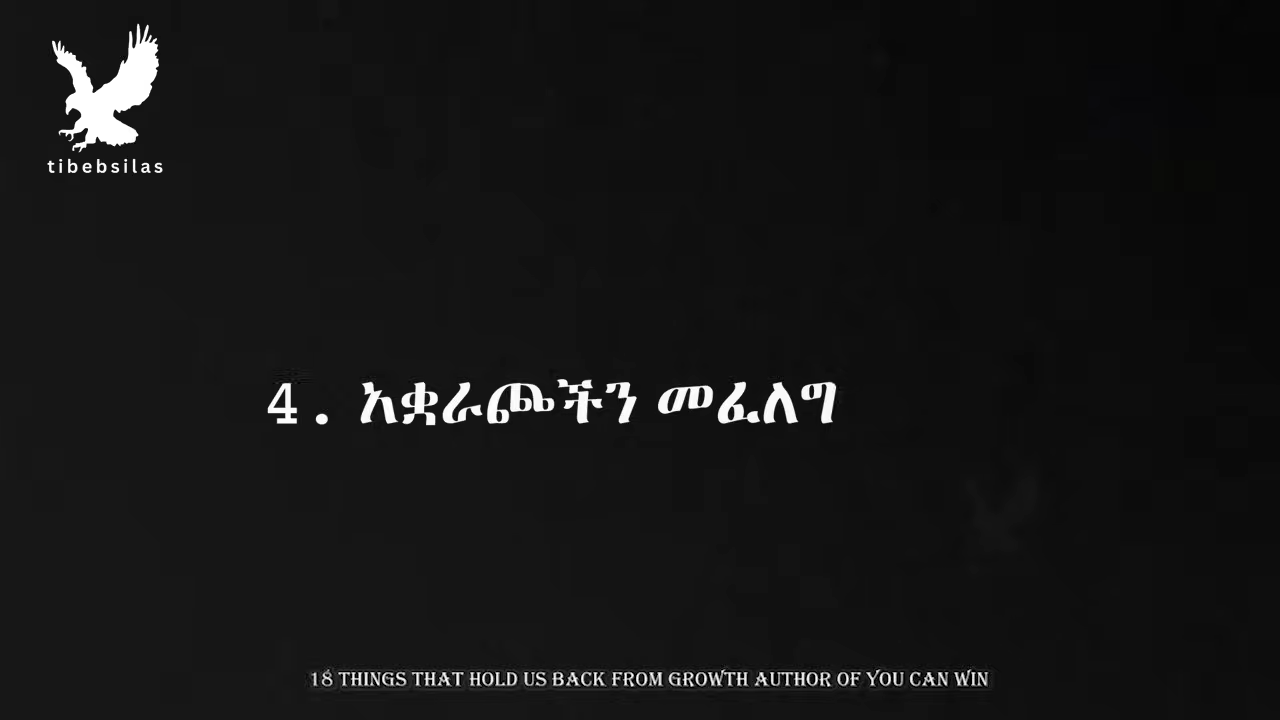 tibebsilas
4. አቋራጮችን መፈለግ
18 THINGS THAT HOLD US BACK FROM GROWTH AUTHOR OF YOU CAN WIN